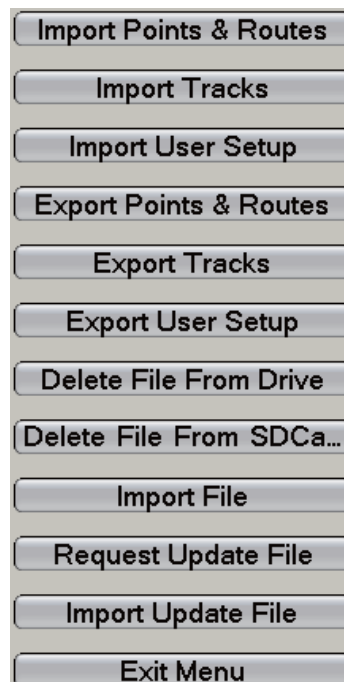 Import Points & Routes
Import Tracks
Import User Setup
Export Points & Routes
Export Tracks
Export User Setup
Delete File From Drive
Delete File From SDCa...
Import File
Request Update File
Import Update File
Exit Menu